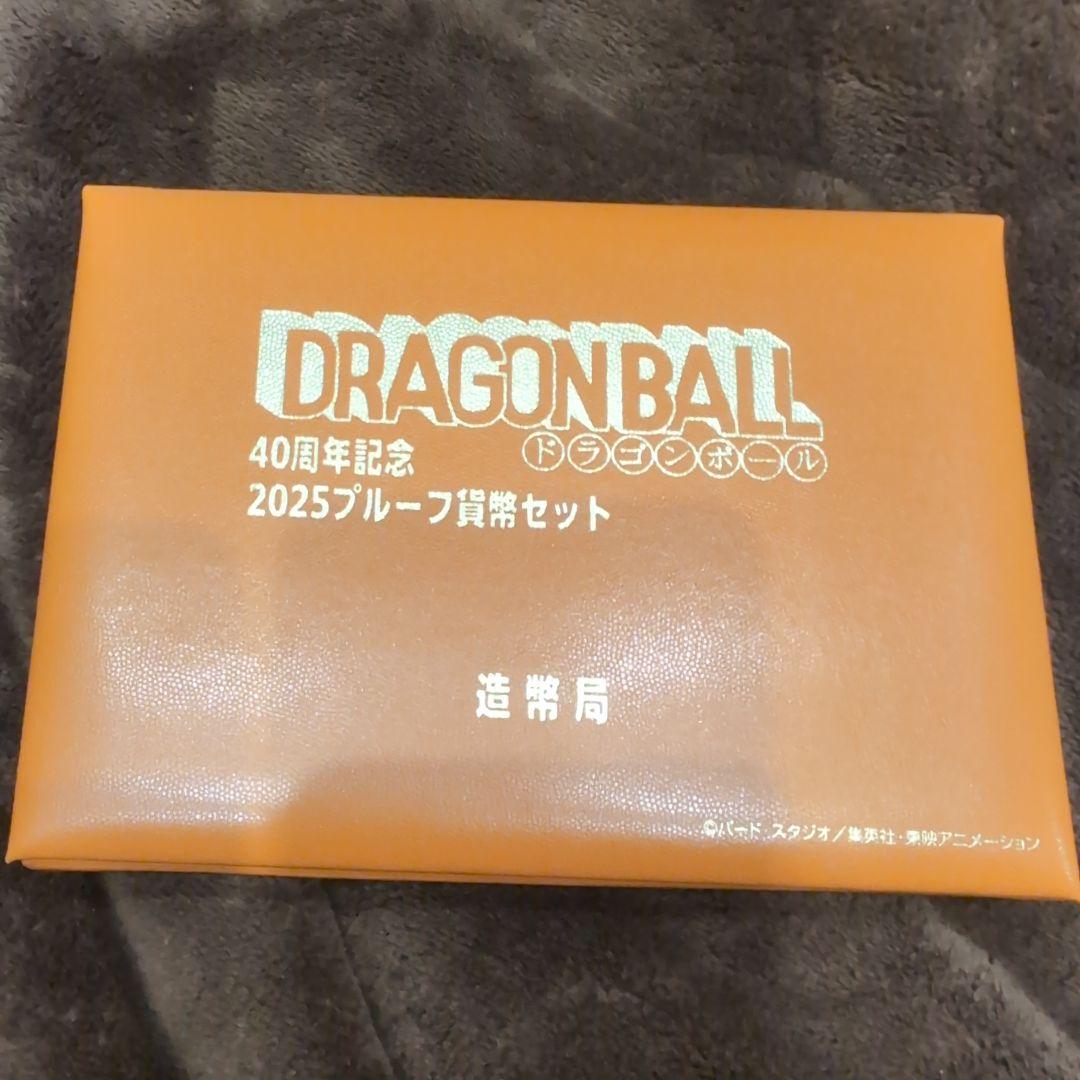 DRAGONBALL
ドラゴンボール
40周年記念
2025プルーフ貨幣セット
造幣局
©バード スタジオ/集英社・東映アニメーション